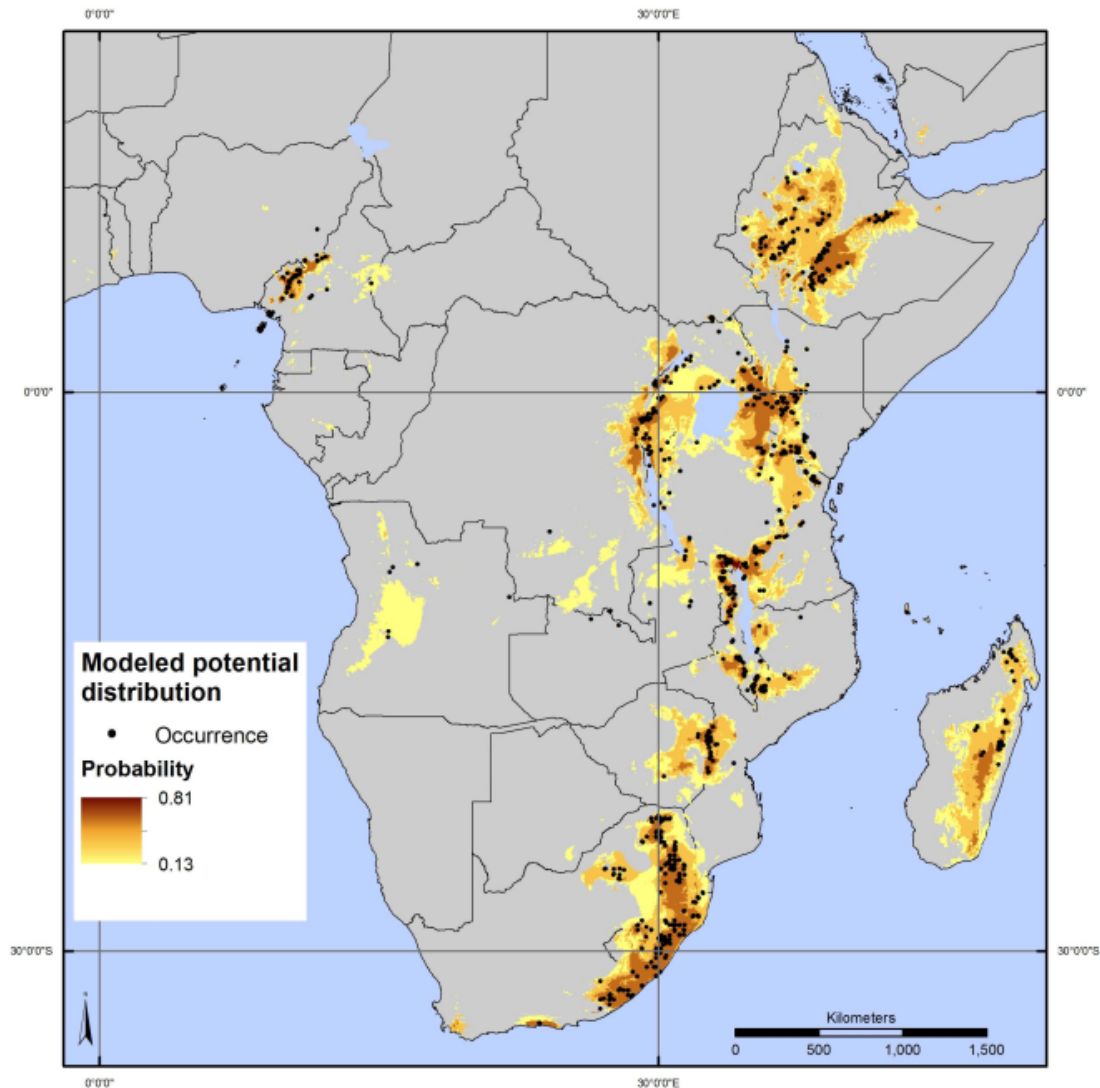 0°0'0"
30°0'0"E
0°0'0"
0°0'0"
Modeled potential
distribution
Occurrence
Probability
0.81
0.13
30°0'0"S
30°0'0"S
N
Kilometers
0 500 1,000 1,500
0°0'0"
30°0'0"E